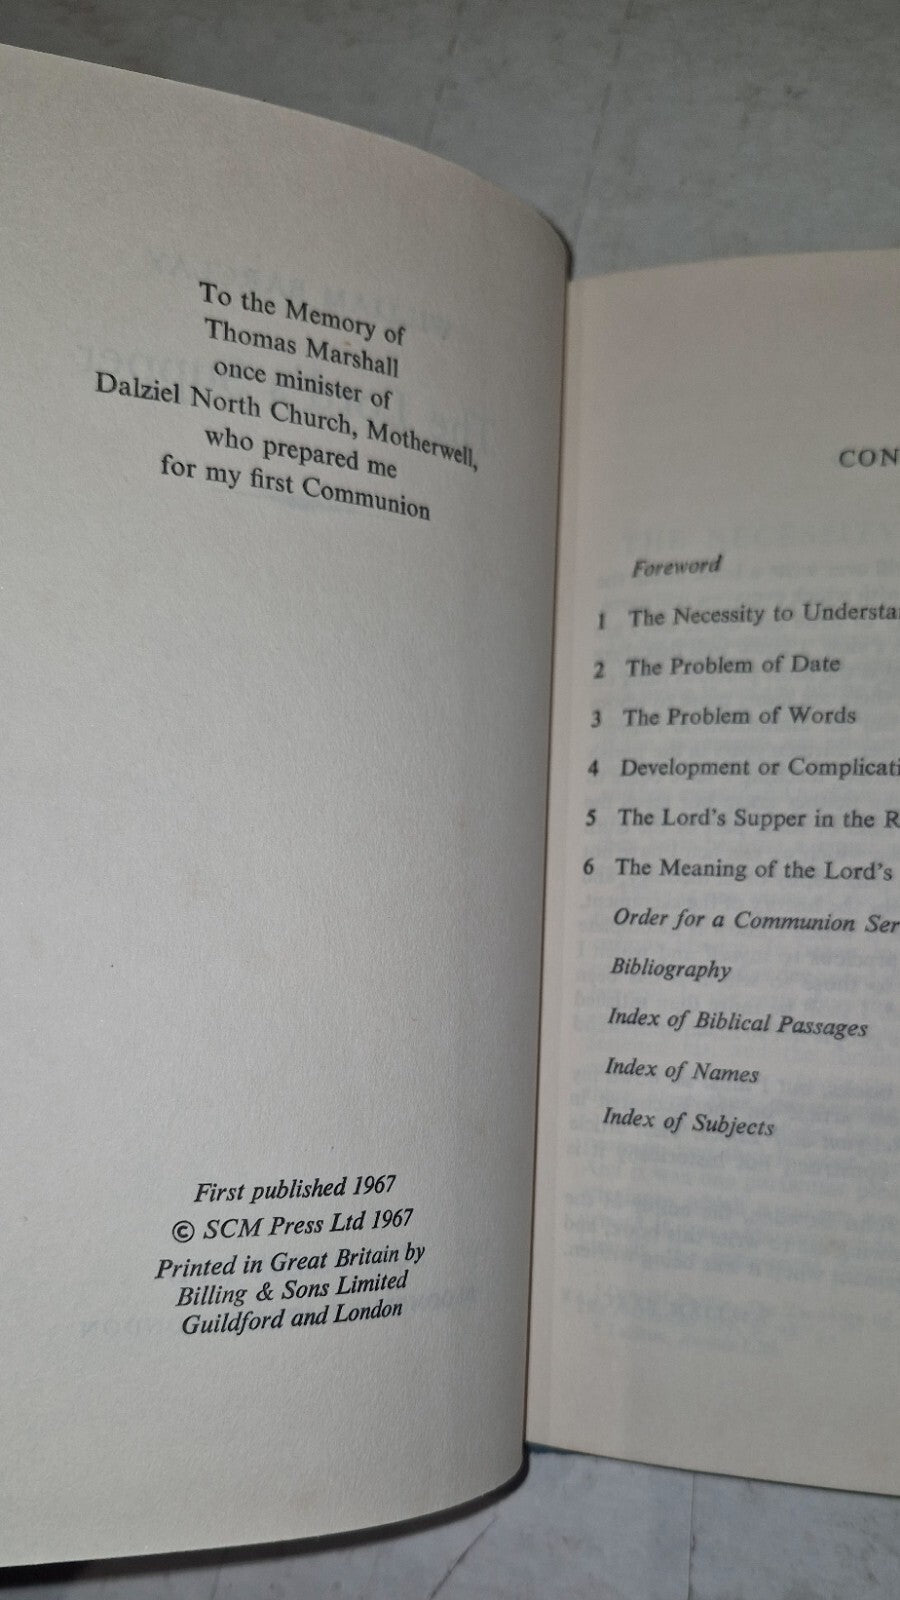 To the Memory of
Thomas Marshall
once minister of
Dalziel North Church, Motherwell,
who prepared me
for my first Communion
First published 1967
© SCM Press Ltd 1967
Printed in Great Britain by
Billing & Sons Limited
Guildford and London
CON
Foreword
1 The Necessity to Understa
2 The Problem of Date
3 The Problem of Words
4 Development or Complicati
5 The Lord's Supper in the R
6 The Meaning of the Lord's
Order for a Communion Ser
Bibliography
Index of Biblical Passages
Index of Names
Index of Subjects